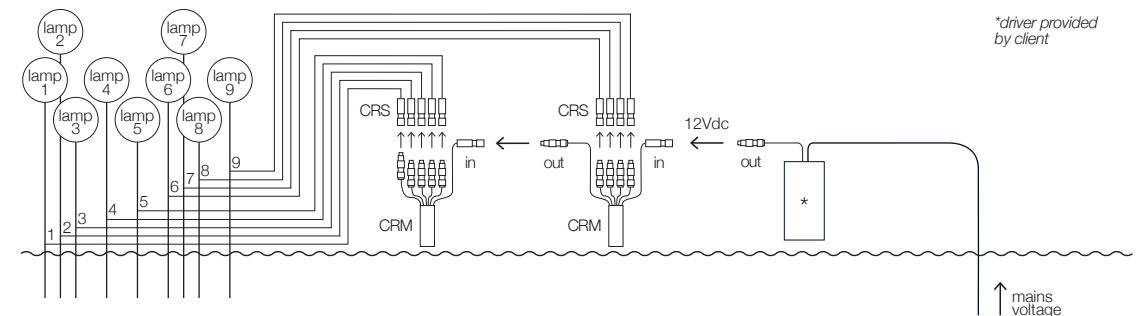 lamp
2
lamp
7
*driver provided
by client
lamp
1
lamp
4
lamp
6
lamp
9
lamp
3
lamp
5
lamp
8
CRS
CRS
12Vdc
in
out
in
out
9
8
7
6
5
4
3
2
1
*
CRM
CRM
mains
voltage